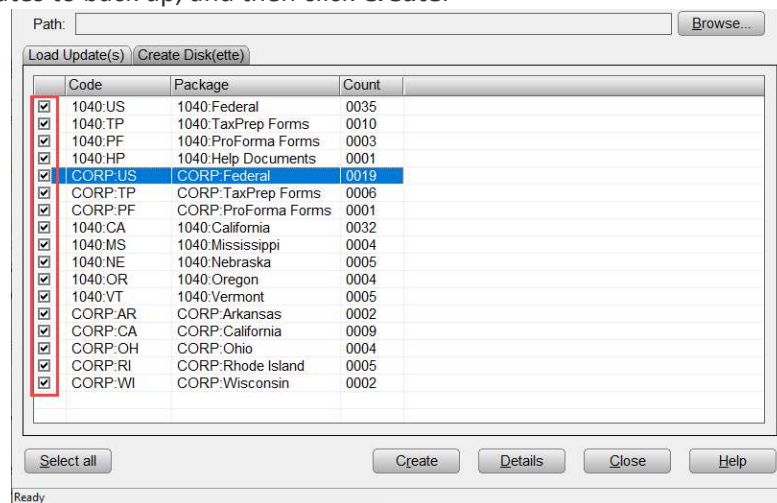 to back up, and then click Create.
Path: Browse...
Load Update(s) Create Disk(ette)
Code Package Count
1040:US 1040:Federal 0035
1040:TP 1040:TaxPrep Forms 0010
1040:PF 1040:ProForma Forms 0003
1040:HP 1040:Help Documents 0001
CORP:US CORP:Federal 0019
CORP:TP CORP:TaxPrep Forms 0006
CORP:PF CORP:ProForma Forms 0001
1040:CA 1040:California 0032
1040:MS 1040:Mississippi 0004
1040:NE 1040:Nebraska 0005
1040:OR 1040:Oregon 0004
1040:VT 1040:Vermont 0005
CORP:AR CORP:Arkansas 0002
CORP:CA CORP:California 0009
CORP:OH CORP:Ohio 0004
CORP:RI CORP:Rhode Island 0005
CORP:WI CORP:Wisconsin 0002
Select all Create Details Close Help
Ready